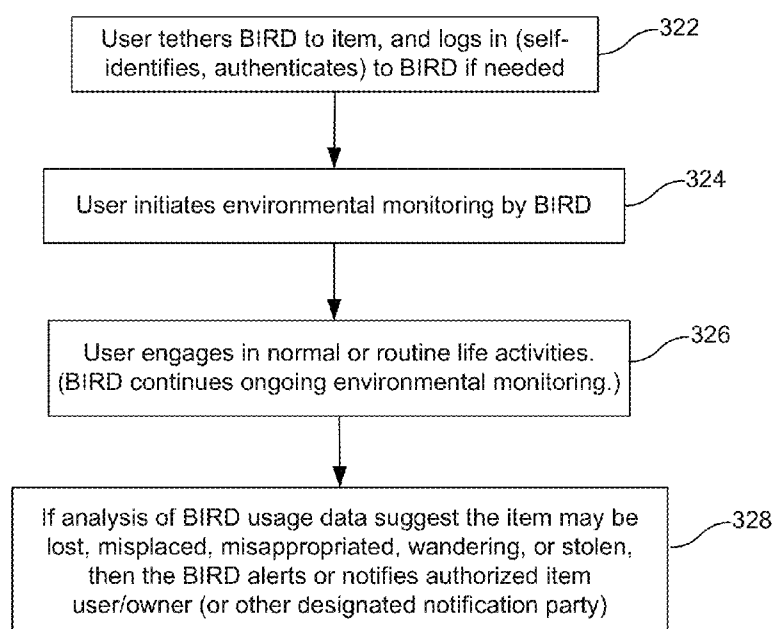 User tethers BIRD to item, and logs in (self-
identifies, authenticates) to BIRD if needed
322
User initiates environmental monitoring by BIRD
324
User engages in normal or routine life activities.
(BIRD continues ongoing environmental monitoring.)
326
If analysis of BIRD usage data suggest the item may be
lost, misplaced, misappropriated, wandering, or stolen,
then the BIRD alerts or notifies authorized item
user/owner (or other designated notification party)
328